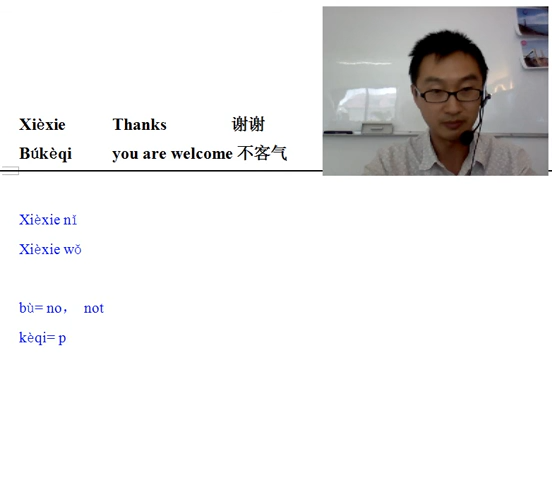 Xièxie Thanks 谢谢
Búkèqi you are welcome 不客气
Xièxie nǐ
Xièxie wǒ
bù= no， not
kèqi= p